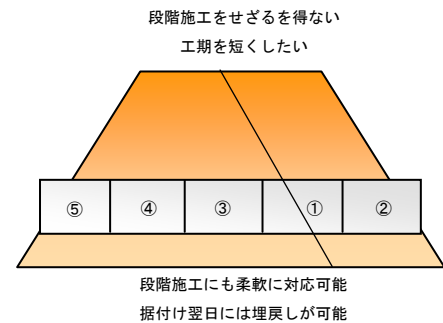 段階施工をせざるを得ない
工期を短くしたい
⑤ ④ ③ ① ②
段階施工にも柔軟に対応可能
据付け翌日には埋戻しが可能